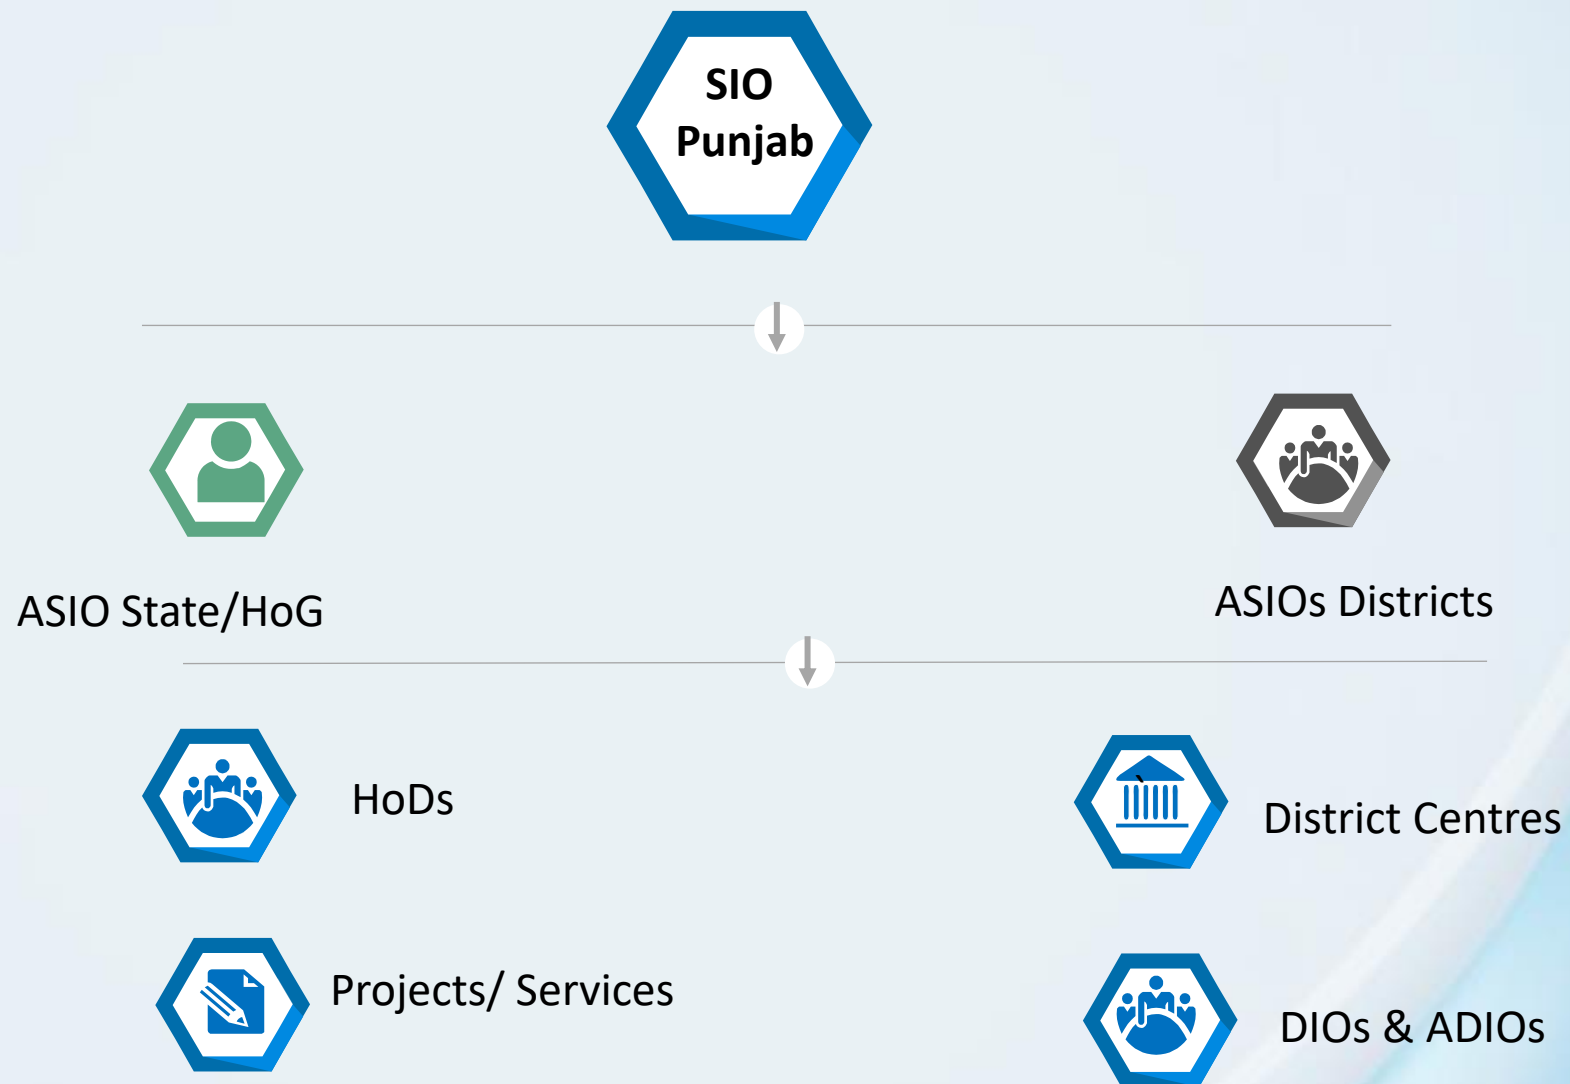 SIO
Punjab
ASIO State/HoG
ASIOs Districts
HoDs
District Centres
Projects/ Services
DIOs & ADIOs